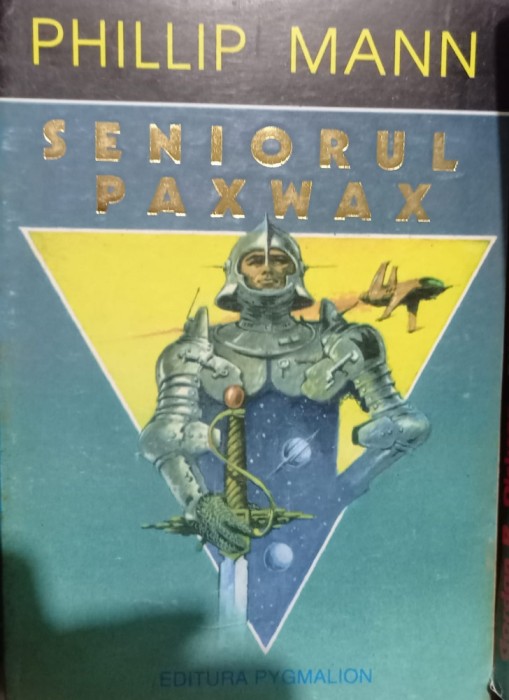 PHILLIP MANN
SENIORUL
PAXWAX
EDITURA PYGMALION